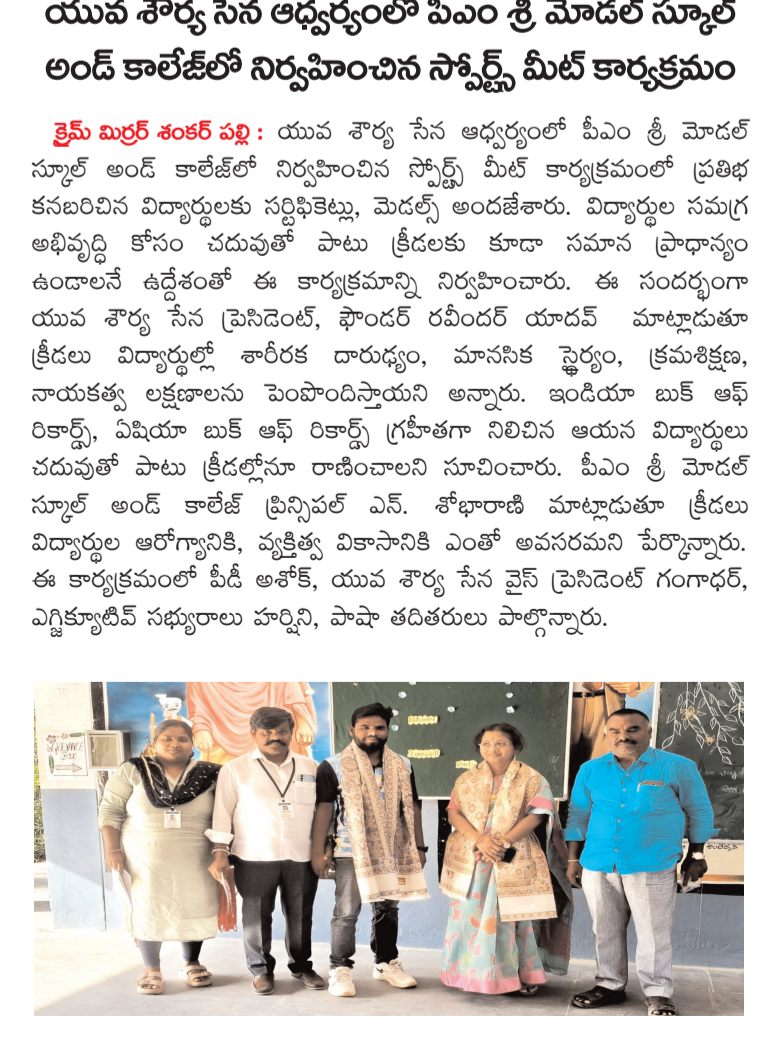 యువ శౌర్య సేన ఆధ్వర్యంలో పీఎం శ్రీ మోడల్ స్కూల్
అండ్ కాలేజ్‌లో నిర్వహించిన స్పోర్ట్స్ మీట్ కార్యక్రమం
క్రైమ్ మిర్రర్ శంకర్ పల్లి : యువ శౌర్య సేన ఆధ్వర్యంలో పీఎం శ్రీ మోడల్
స్కూల్ అండ్ కాలేజ్‌లో నిర్వహించిన స్పోర్ట్స్ మీట్ కార్యక్రమంలో ప్రతిభ
కనబరిచిన విద్యార్థులకు సర్టిఫికెట్లు, మెడల్స్ అందజేశారు. విద్యార్థుల సమగ్ర
అభివృద్ధి కోసం చదువుతో పాటు క్రీడలకు కూడా సమాన ప్రాధాన్యం
ఉండాలనే ఉద్దేశంతో ఈ కార్యక్రమాన్ని నిర్వహించారు. ఈ సందర్భంగా
యువ శౌర్య సేన ప్రెసిడెంట్, ఫౌండర్ రవీందర్ యాదవ్ మాట్లాడుతూ
క్రీడలు విద్యార్థుల్లో శారీరక దారుఢ్యం, మానసిక స్థైర్యం, క్రమశిక్షణ,
నాయకత్వ లక్షణాలను పెంపొందిస్తాయని అన్నారు. ఇండియా బుక్ ఆఫ్
రికార్డ్స్, ఏషియా బుక్ ఆఫ్ రికార్డ్స్ గ్రహీతగా నిలిచిన ఆయన విద్యార్థులు
చదువుతో పాటు క్రీడల్లోనూ రాణించాలని సూచించారు. పీఎం శ్రీ మోడల్
స్కూల్ అండ్ కాలేజ్ ప్రిన్సిపల్ ఎన్. శోభారాణి మాట్లాడుతూ క్రీడలు
విద్యార్థుల ఆరోగ్యానికి, వ్యక్తిత్వ వికాసానికి ఎంతో అవసరమని పేర్కొన్నారు.
ఈ కార్యక్రమంలో పీడీ అశోక్, యువ శౌర్య సేన వైస్ ప్రెసిడెంట్ గంగాధర్,
ఎగ్జిక్యూటివ్ సభ్యురాలు హర్షిని, పాషా తదితరులు పాల్గొన్నారు.